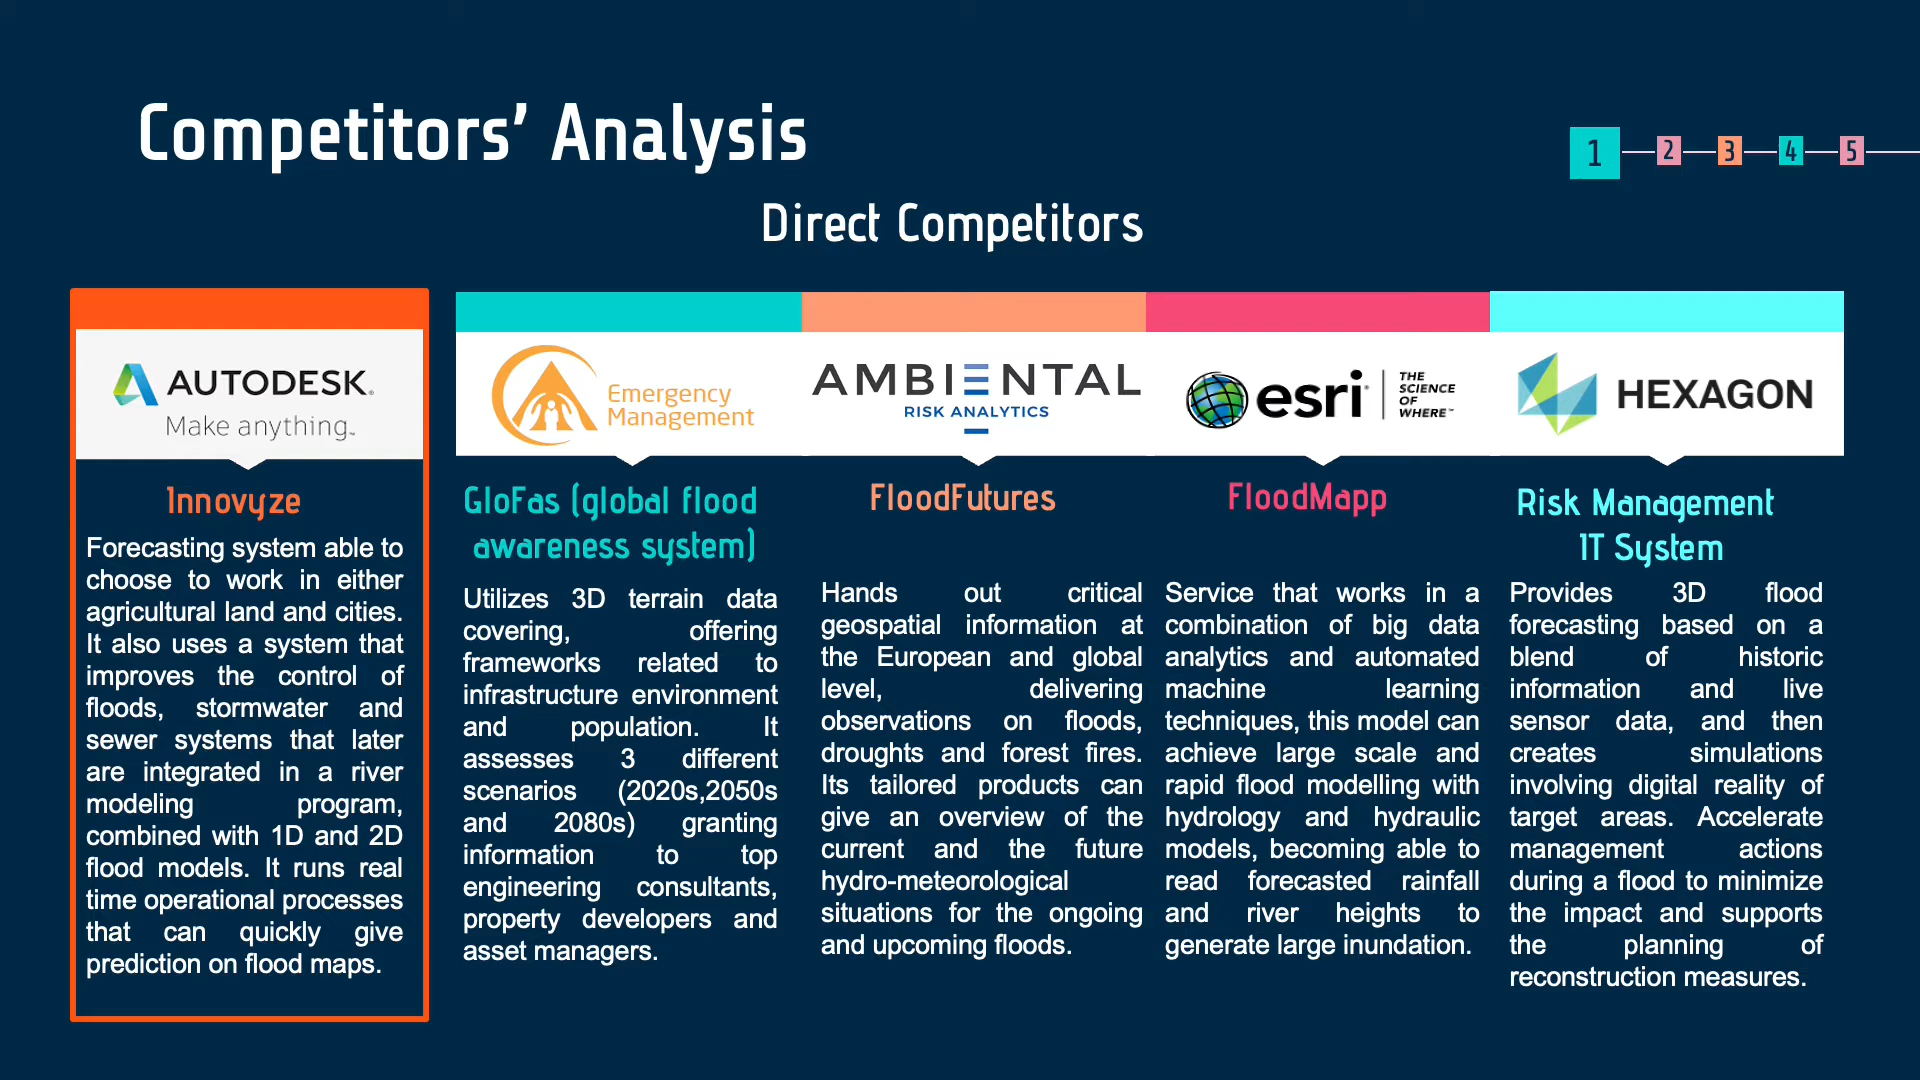 Competitors’ Analysis
1
2
3
4
5
Direct Competitors
AUTODESK®
Make anything™
Innovyze
Forecasting system able to
choose to work in either
agricultural land and cities.
It also uses a system that
improves the control of
floods, stormwater and
sewer systems that later
are integrated in a river
modeling program,
combined with 1D and 2D
flood models. It runs real
time operational processes
that can quickly give
prediction on flood maps.
Emergency
Management
GloFas (global flood
awareness system)
Utilizes 3D terrain data
covering, offering
frameworks related to
infrastructure environment
and population. It
assesses 3 different
scenarios (2020s,2050s
and 2080s) granting
information to top
engineering consultants,
property developers and
asset managers.
AMBIENTAL
RISK ANALYTICS
FloodFutures
Hands out critical
geospatial information at
the European and global
level, delivering
observations on floods,
droughts and forest fires.
Its tailored products can
give an overview of the
current and the future
hydro-meteorological
situations for the ongoing
and upcoming floods.
esri®
THE
SCIENCE
OF
WHERE™
FloodMapp
Service that works in a
combination of big data
analytics and automated
machine learning
techniques, this model can
achieve large scale and
rapid flood modelling with
hydrology and hydraulic
models, becoming able to
read forecasted rainfall
and river heights to
generate large inundation.
HEXAGON
Risk Management
IT System
Provides 3D flood
forecasting based on a
blend of historic
information and live
sensor data, and then
creates simulations
involving digital reality of
target areas. Accelerate
management actions
during a flood to minimize
the impact and supports
the planning of
reconstruction measures.